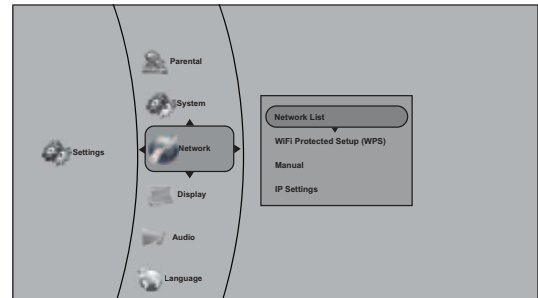 Settings
Parental
System
Network
Display
Audio
Language
Network List
WiFi Protected Setup (WPS)
Manual
IP Settings